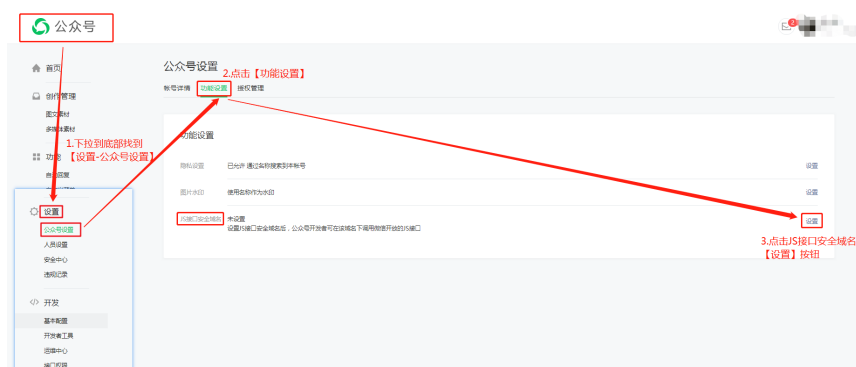 公众号
2
首页
创作管理
图文素材
多媒体素材
功能
自动回复
1.下拉到底部找到
【设置-公众号设置】
设置
公众号设置
人员设置
安全中心
违规记录
开发
基本配置
开发者工具
运维中心
接口权限
公众号设置
2.点击【功能设置】
帐号详情 功能设置 授权管理
功能设置
隐私设置 已允许 通过名称搜索到本帐号 设置
图片水印 使用名称作为水印 设置
JS接口安全域名 未设置 设置
设置JS接口安全域名后，公众号开发者可在该域名下调用微信开放的JS接口
3.点击JS接口安全域名
【设置】按钮